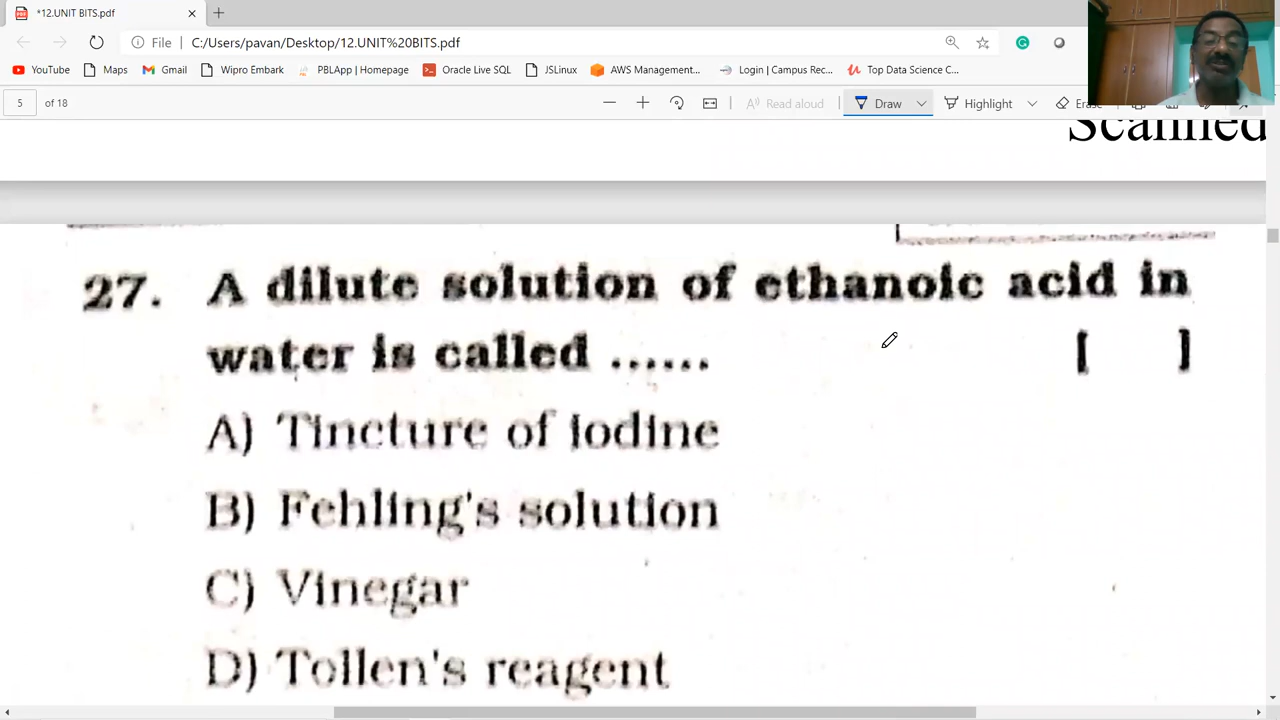 *12.UNIT BITS.pdf
File C:/Users/pavan/Desktop/12.UNIT%20BITS.pdf
YouTube Maps Gmail Wipro Embark PBLApp | Homepage Oracle Live SQL JSLinux AWS Management... Login | Campus Rec... Top Data Science C...
5 of 18 Read aloud Draw Highlight Erase
Scanned
27. A dilute solution of ethanoic acid in
water is called ...... [ ]
A) Tincture of iodine
B) Fehling's solution
C) Vinegar
D) Tollen's reagent